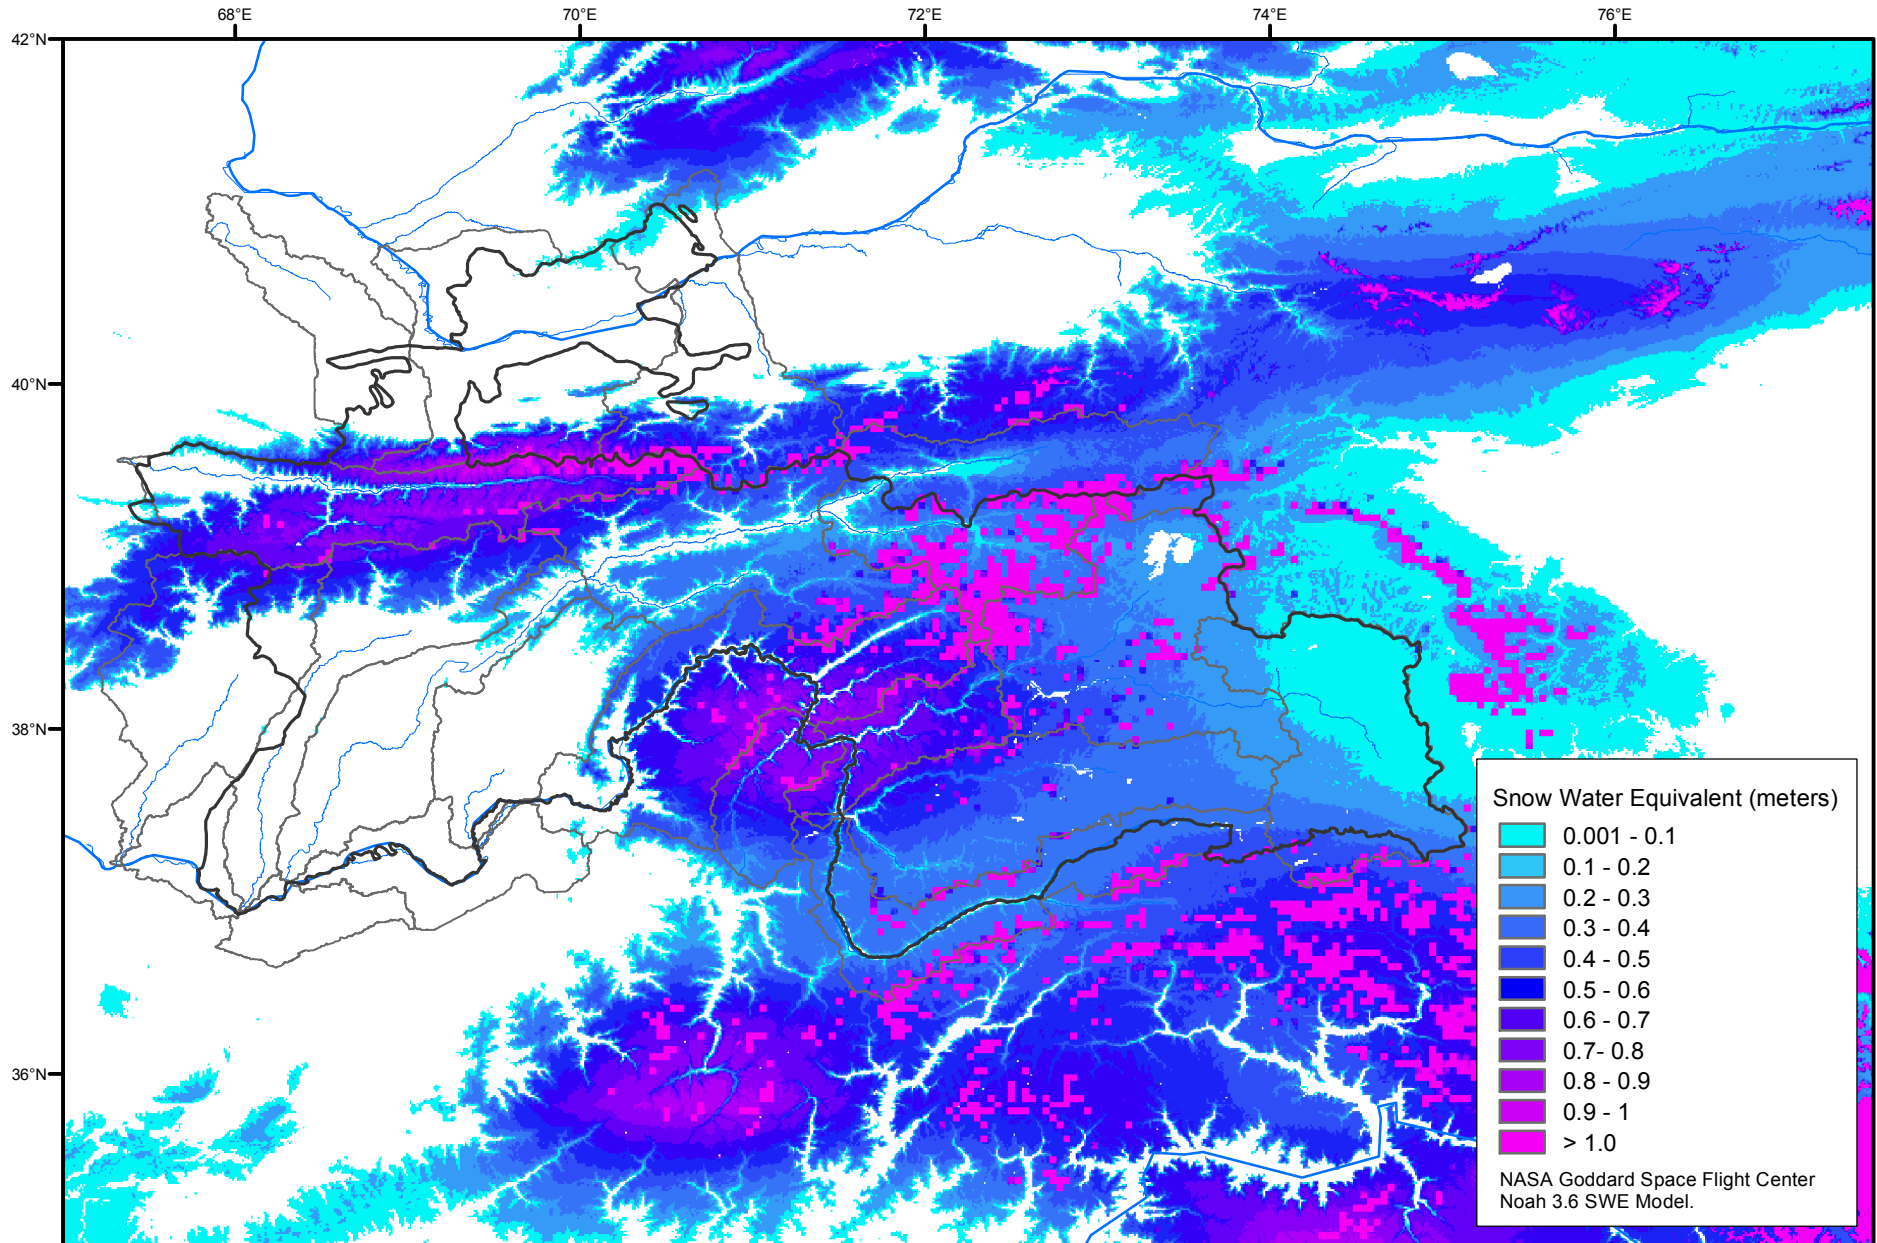 68°E 70°E 72°E 74°E 76°E
42°N
40°N
38°N
36°N
Snow Water Equivalent (meters)
0.001 - 0.1
0.1 - 0.2
0.2 - 0.3
0.3 - 0.4
0.4 - 0.5
0.5 - 0.6
0.6 - 0.7
0.7- 0.8
0.8 - 0.9
0.9 - 1
> 1.0
NASA Goddard Space Flight Center
Noah 3.6 SWE Model.